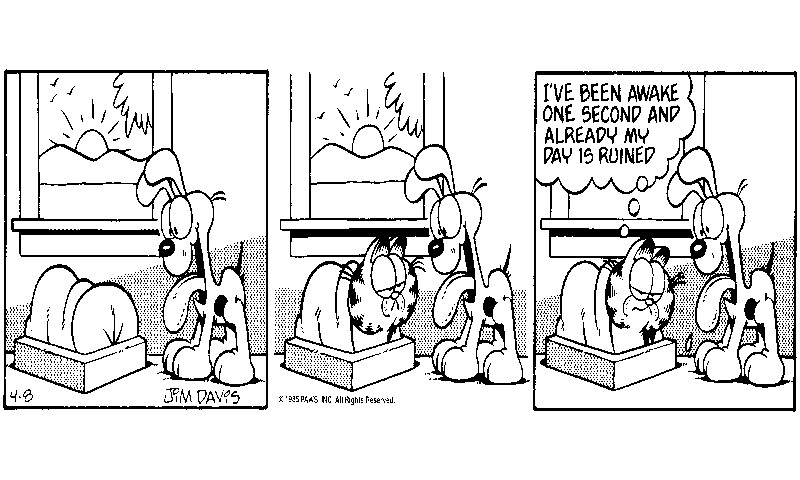 4-8
JIM DAVIS
© 1985 PAWS, INC. All Rights Reserved.
I'VE BEEN AWAKE
ONE SECOND AND
ALREADY MY
DAY IS RUINED